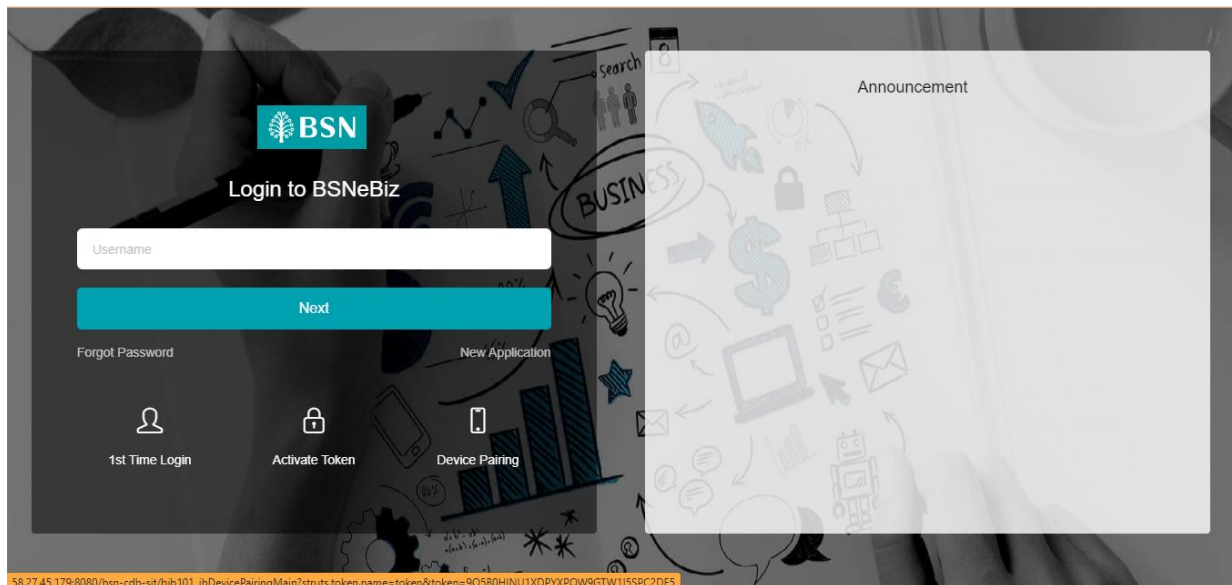 BSN
Login to BSNeBiz
Username
Next
Forgot Password
New Application
1st Time Login
Activate Token
Device Pairing
Announcement
search
8
BUSINESS